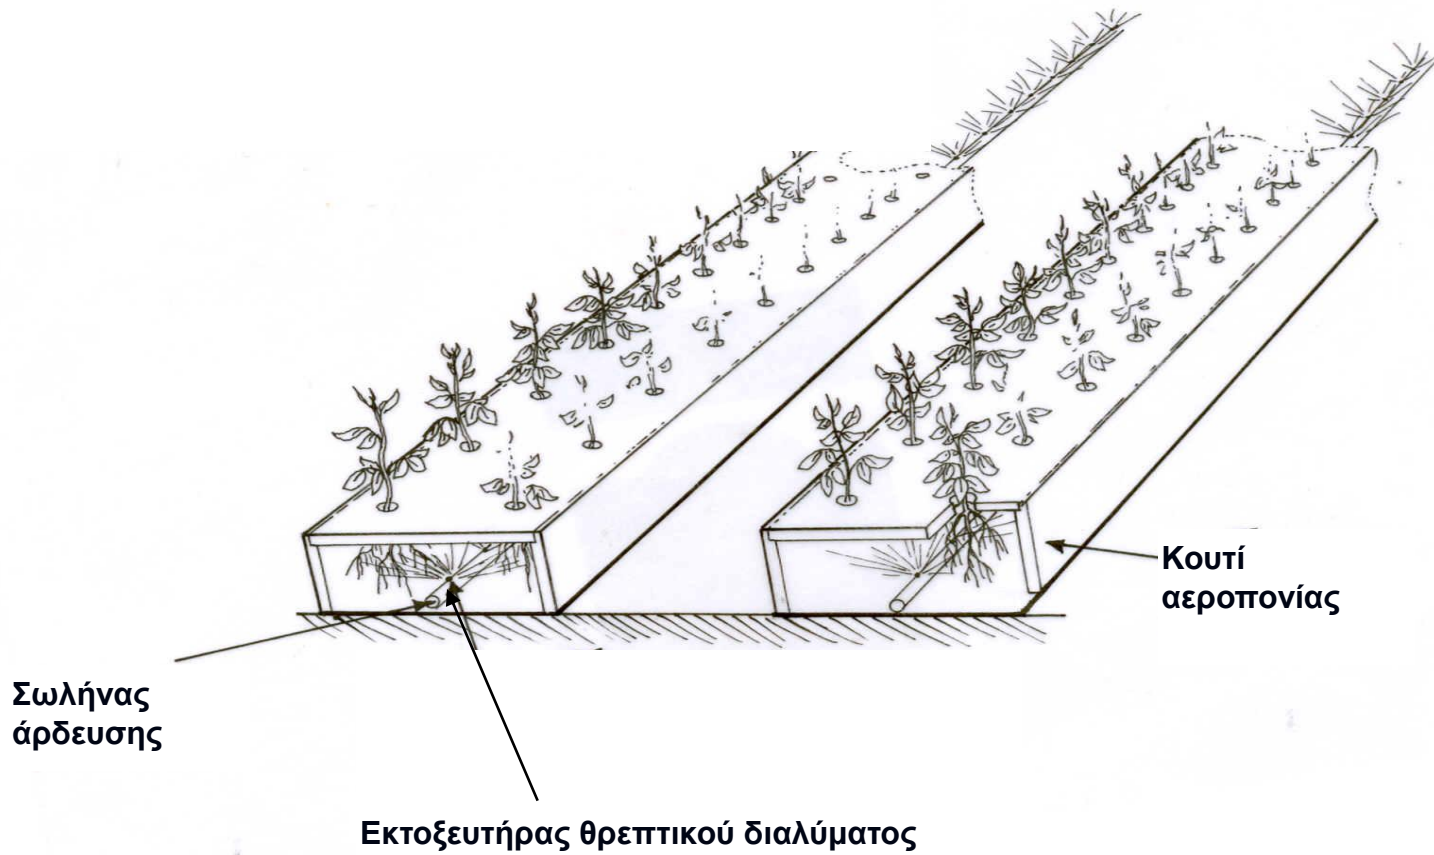 Κουτί
αεροπονίας
Σωλήνας
άρδευσης
Εκτοξευτήρας θρεπτικού διαλύματος